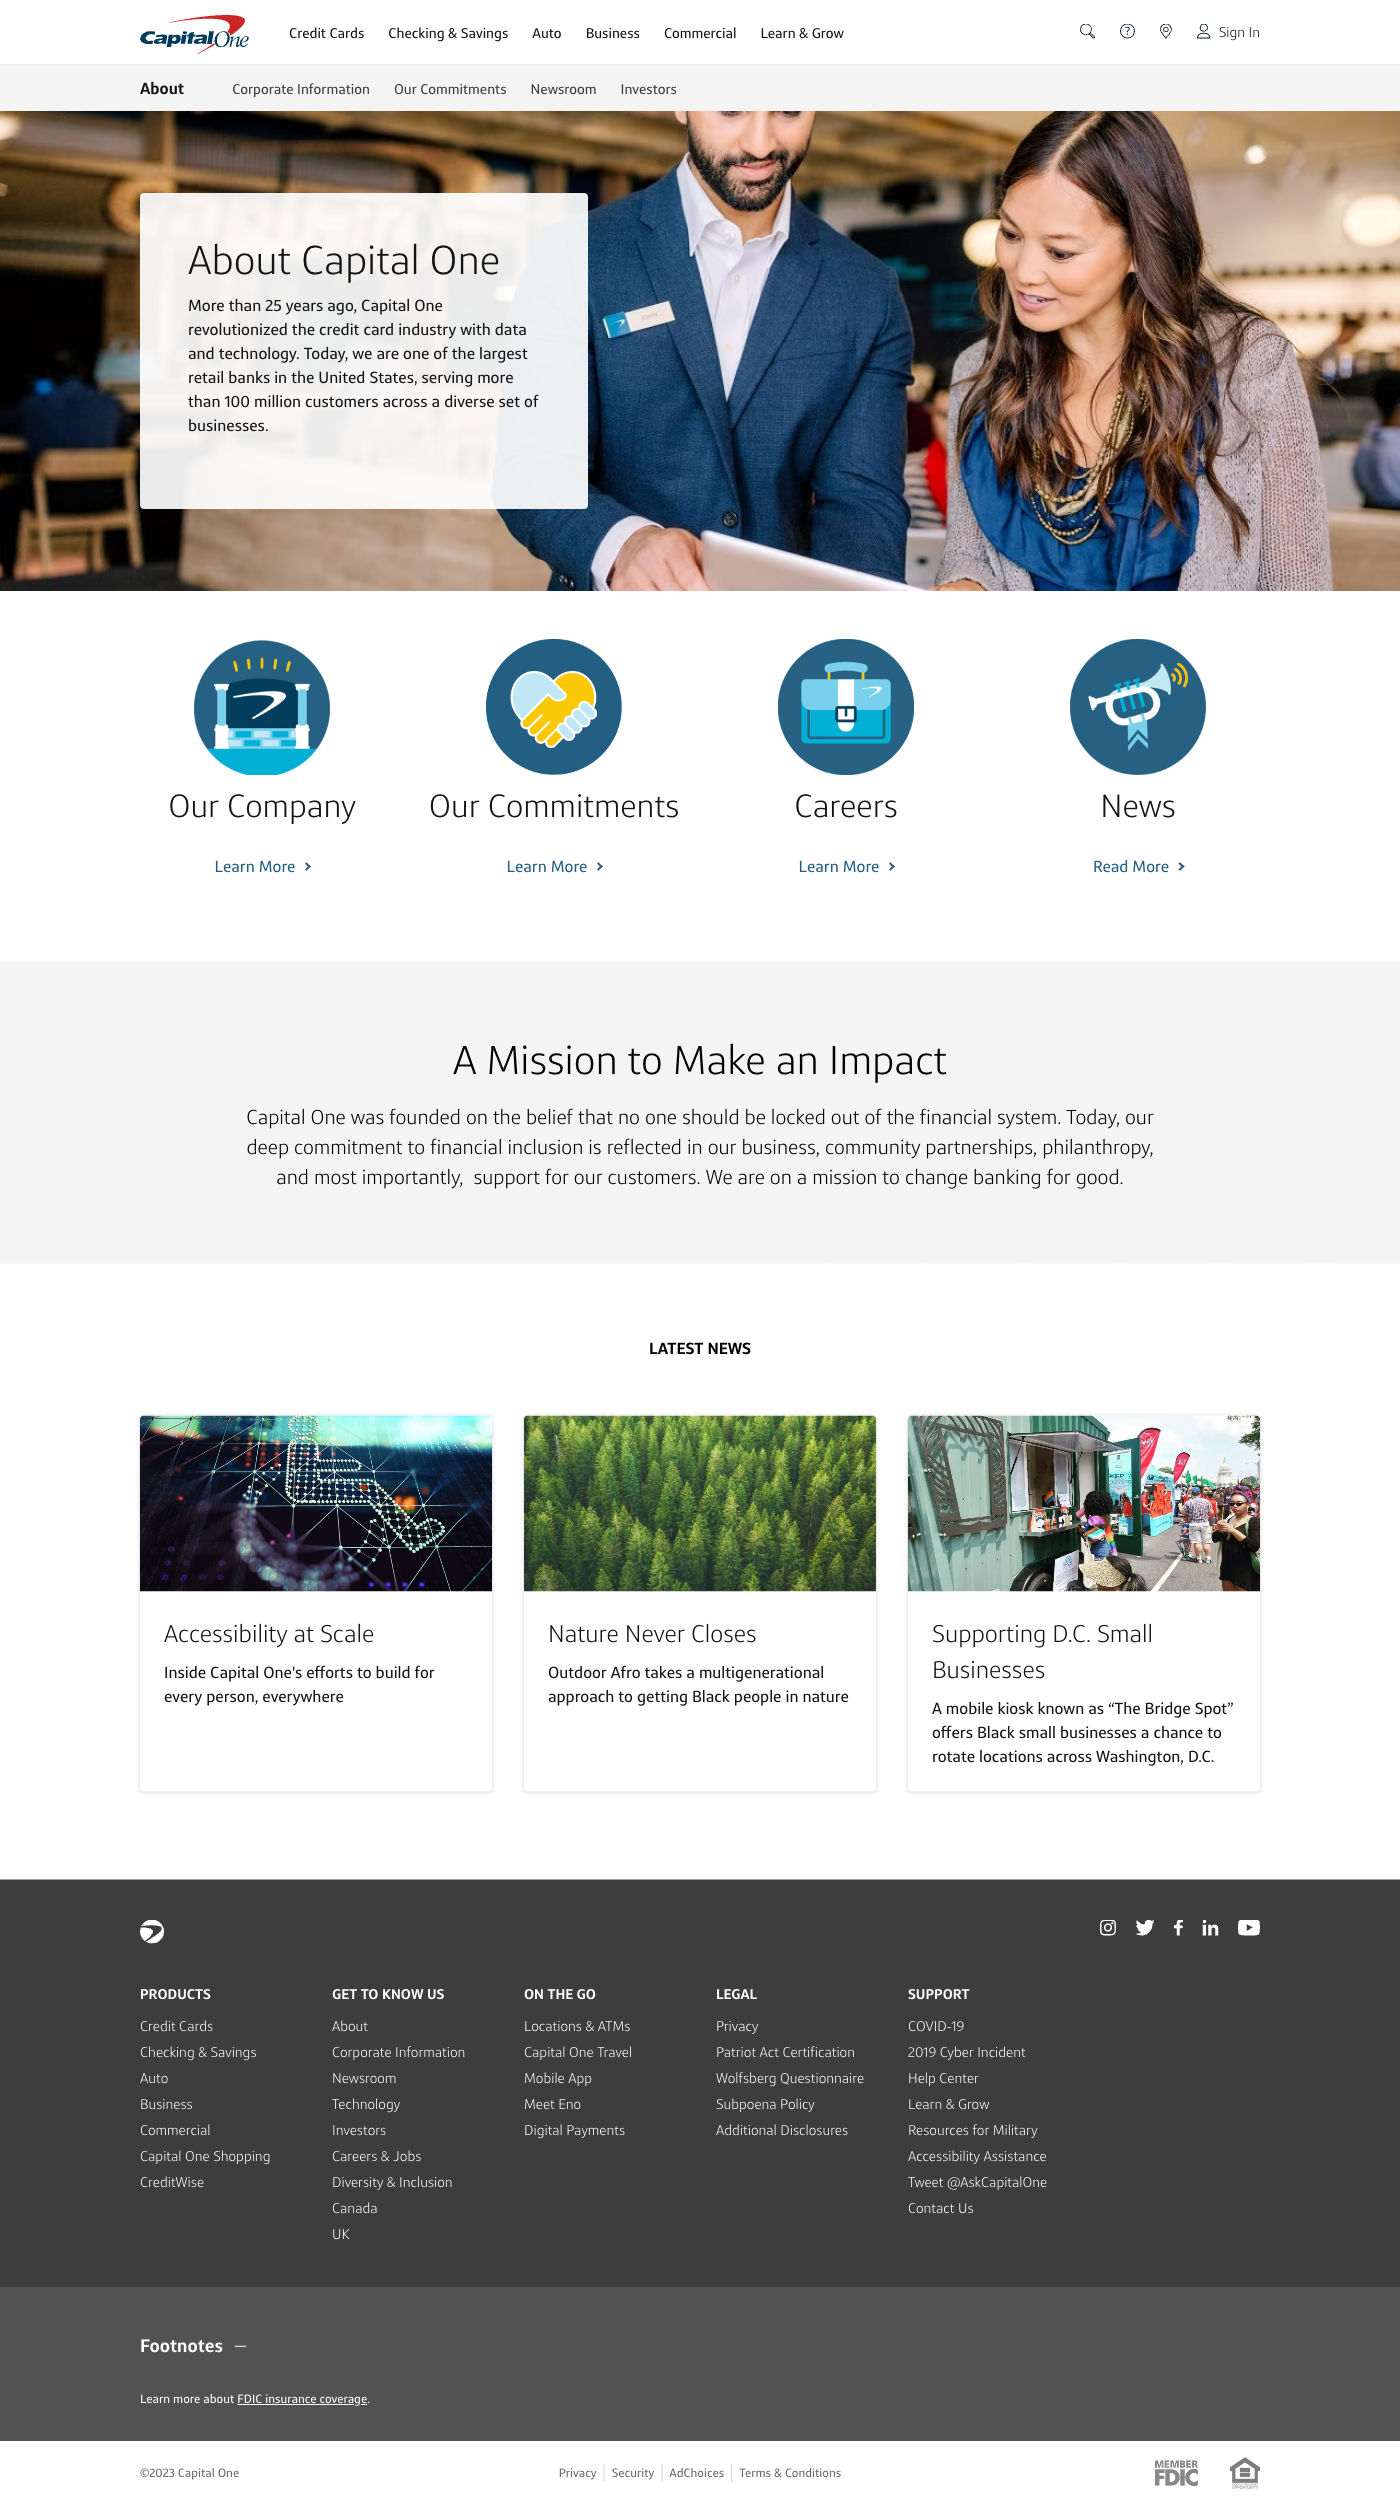 Capital One
Credit Cards
Checking & Savings
Auto
Business
Commercial
Learn & Grow
Sign In
About
Corporate Information
Our Commitments
Newsroom
Investors
About Capital One
More than 25 years ago, Capital One
revolutionized the credit card industry with data
and technology. Today, we are one of the largest
retail banks in the United States, serving more
than 100 million customers across a diverse set of
businesses.
Our Company
Learn More
Our Commitments
Learn More
Careers
Learn More
News
Read More
A Mission to Make an Impact
Capital One was founded on the belief that no one should be locked out of the financial system. Today, our
deep commitment to financial inclusion is reflected in our business, community partnerships, philanthropy,
and most importantly,  support for our customers. We are on a mission to change banking for good.
LATEST NEWS
Accessibility at Scale
Inside Capital One's efforts to build for
every person, everywhere
Nature Never Closes
Outdoor Afro takes a multigenerational
approach to getting Black people in nature
Supporting D.C. Small
Businesses
A mobile kiosk known as “The Bridge Spot”
offers Black small businesses a chance to
rotate locations across Washington, D.C.
PRODUCTS
Credit Cards
Checking & Savings
Auto
Business
Commercial
Capital One Shopping
CreditWise
GET TO KNOW US
About
Corporate Information
Newsroom
Technology
Investors
Careers & Jobs
Diversity & Inclusion
Canada
UK
ON THE GO
Locations & ATMs
Capital One Travel
Mobile App
Meet Eno
Digital Payments
LEGAL
Privacy
Patriot Act Certification
Wolfsberg Questionnaire
Subpoena Policy
Additional Disclosures
SUPPORT
COVID-19
2019 Cyber Incident
Help Center
Learn & Grow
Resources for Military
Accessibility Assistance
Tweet @AskCapitalOne
Contact Us
Footnotes
Learn more about FDIC insurance coverage.
©2023 Capital One
Privacy
Security
AdChoices
Terms & Conditions
MEMBER
FDIC